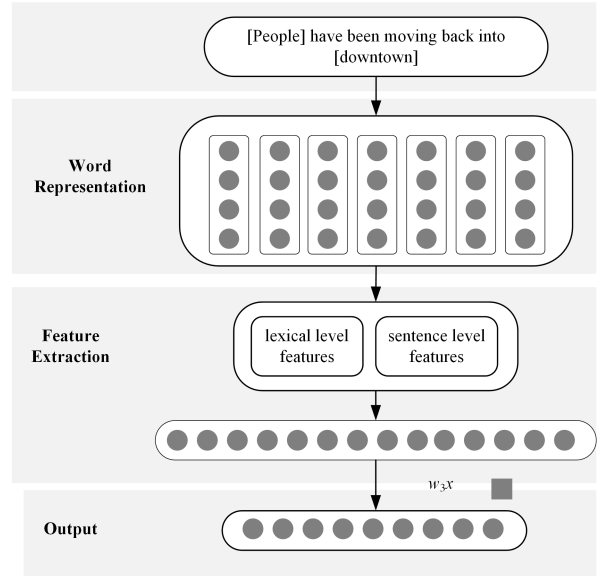 [People] have been moving back into
[downtown]
Word
Representation
Feature
Extraction
lexical level
features
sentence level
features
w₃x
Output